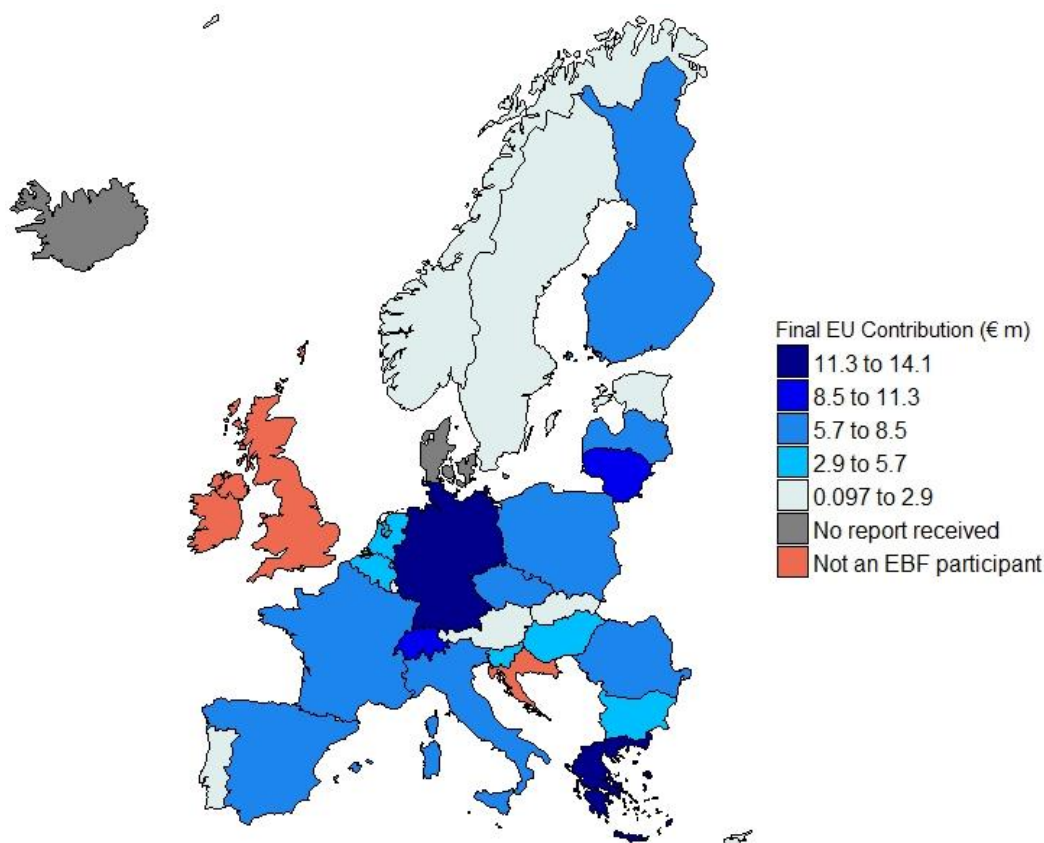 Final EU Contribution (€ m)
11.3 to 14.1
8.5 to 11.3
5.7 to 8.5
2.9 to 5.7
0.097 to 2.9
No report received
Not an EBF participant